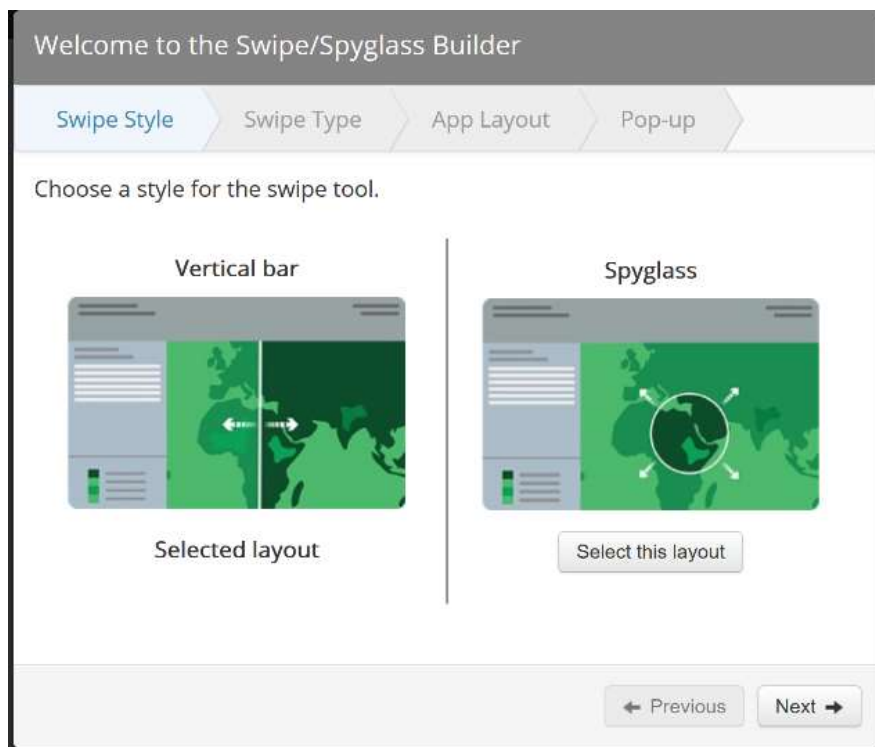 Welcome to the Swipe/Spyglass Builder
Swipe Style
Swipe Type
App Layout
Pop-up
Choose a style for the swipe tool.
Vertical bar
Selected layout
Spyglass
Select this layout
Previous
Next